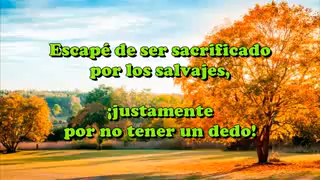 Escapé de ser sacrificado
por los salvajes,
¡justamente
por no tener un dedo!